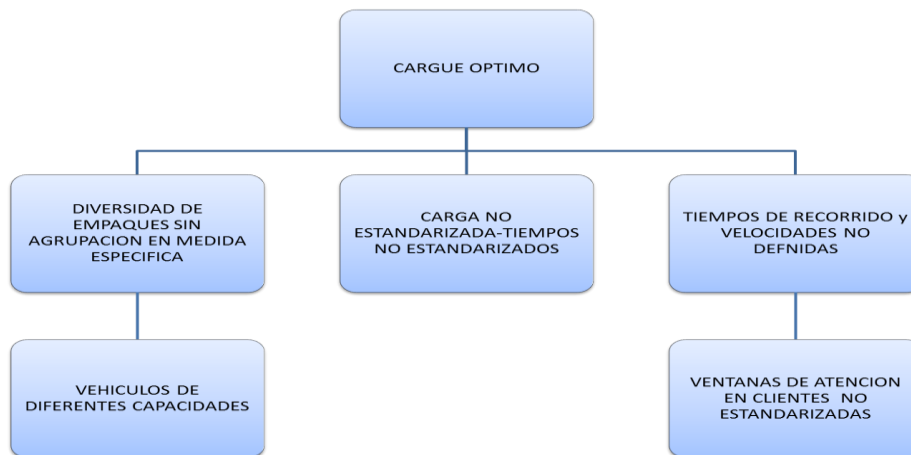 CARGUE OPTIMO
DIVERSIDAD DE
EMPAQUES SIN
AGRUPACION EN MEDIDA
ESPECIFICA
CARGA NO
ESTANDARIZADA-TIEMPOS
NO ESTANDARIZADOS
TIEMPOS DE RECORRIDO y
VELOCIDADES NO
DEFNIDAS
VEHICULOS DE
DIFERENTES CAPACIDADES
VENTANAS DE ATENCION
EN CLIENTES NO
ESTANDARIZADAS